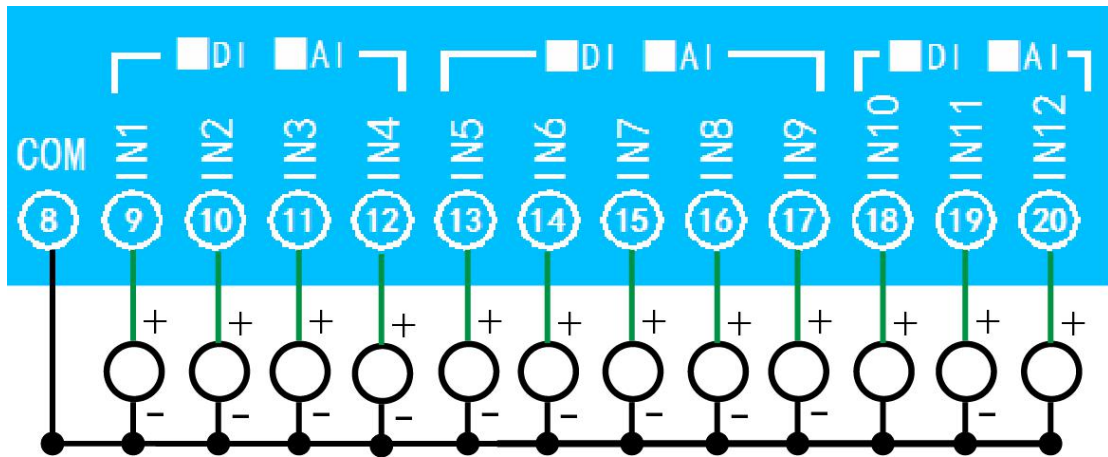 DI AI DI AI DI AI
COM IN1 IN2 IN3 IN4 IN5 IN6 IN7 IN8 IN9 IN10 IN11 IN12
8 9 10 11 12 13 14 15 16 17 18 19 20
+ + + + + + + + + + + +
- - - - - - - - - - -